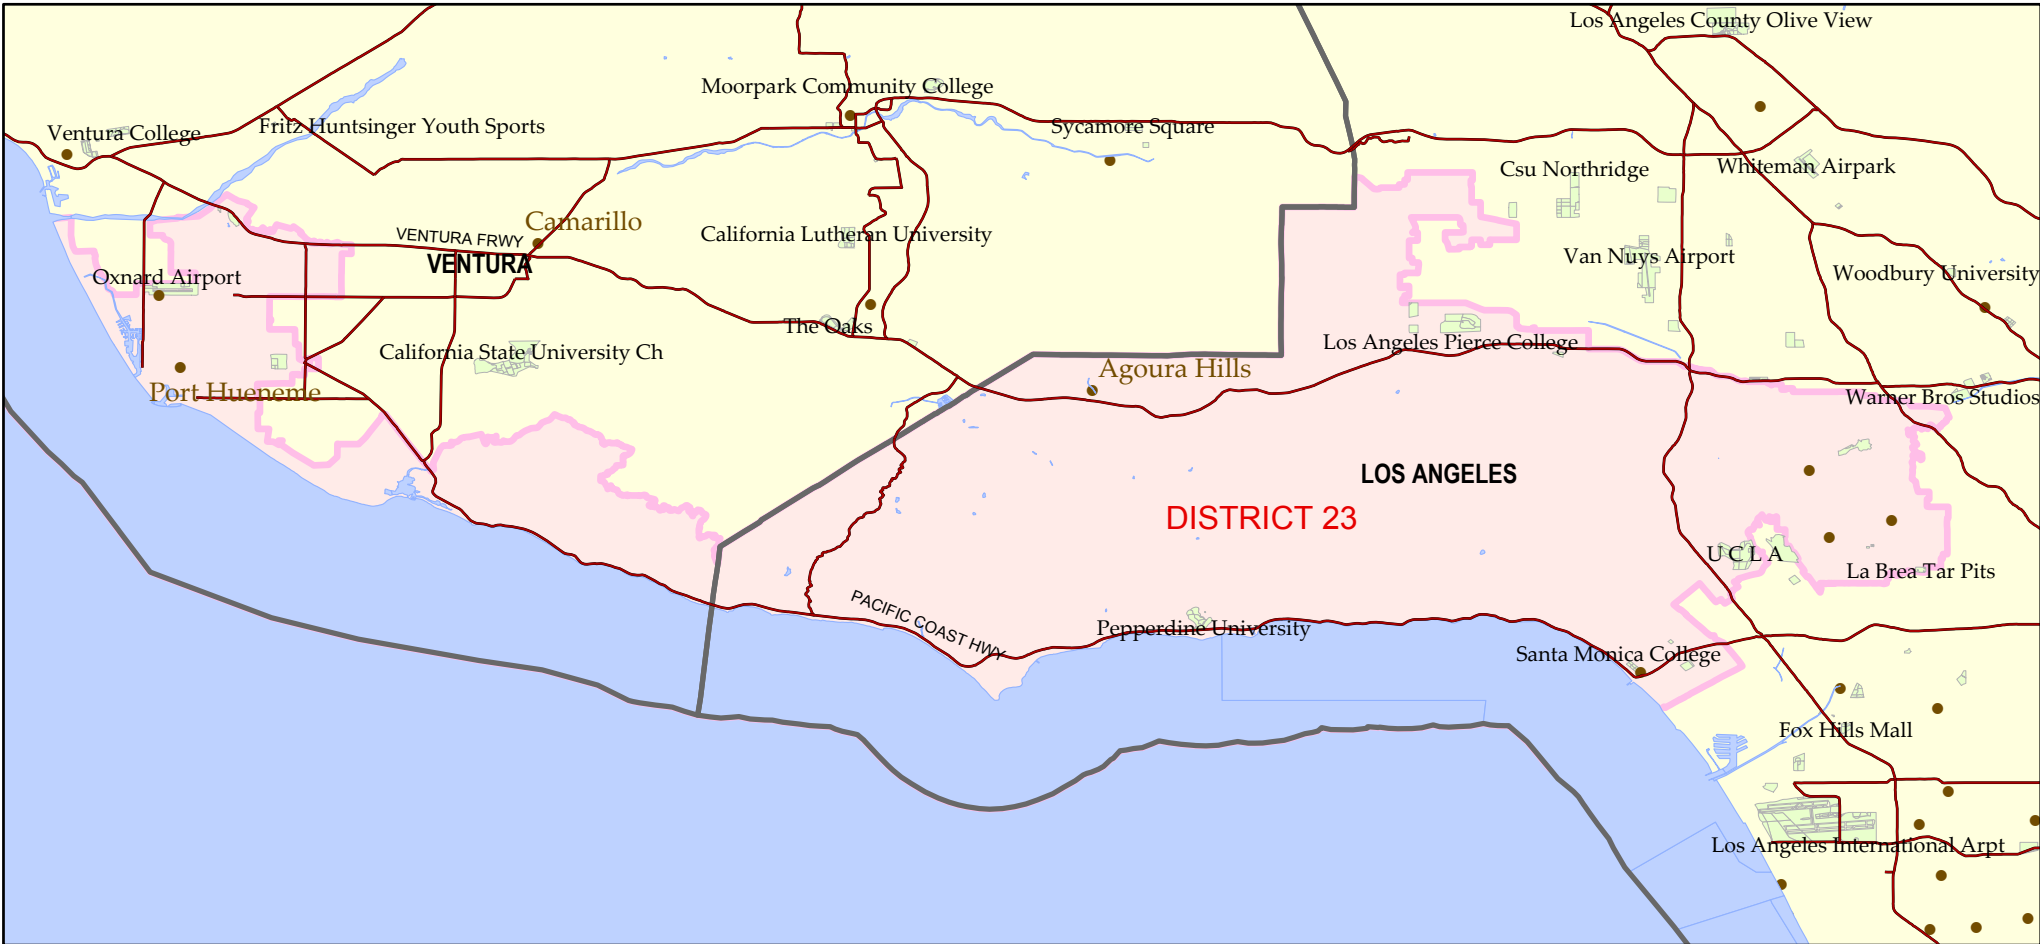 Los Angeles County Olive View
Moorpark Community College
Ventura College
Fritz Huntsinger Youth Sports
Sycamore Square
Csu Northridge
Whiteman Airpark
Camarillo
VENTURA FRWY
California Lutheran University
VENTURA
Van Nuys Airport
Oxnard Airport
Woodbury University
The Oaks
California State University Ch
Los Angeles Pierce College
Agoura Hills
Port Hueneme
Warner Bros Studios
LOS ANGELES
DISTRICT 23
U C L A
La Brea Tar Pits
PACIFIC COAST HWY
Pepperdine University
Santa Monica College
Fox Hills Mall
Los Angeles International Arpt